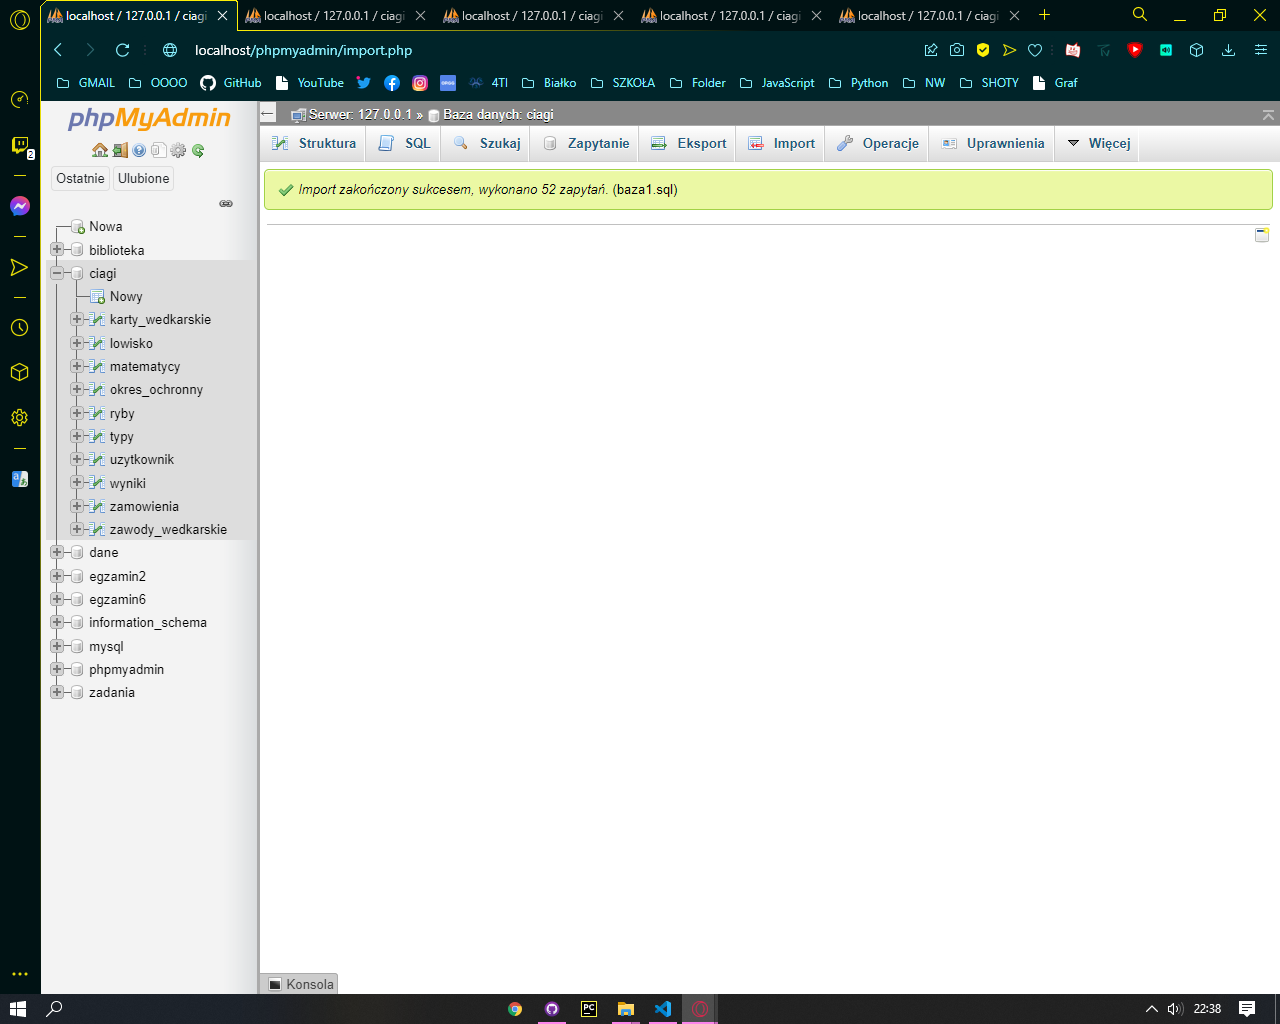 localhost / 127.0.0.1 / ciagi
localhost / 127.0.0.1 / ciagi
localhost / 127.0.0.1 / ciagi
localhost / 127.0.0.1 / ciagi
localhost / 127.0.0.1 / ciagi
localhost/phpmyadmin/import.php
GMAIL OOOO GitHub YouTube 4TI Białko SZKOŁA Folder JavaScript Python NW SHOTY Graf
phpMyAdmin
Ostatnie Ulubione
Nowa
biblioteka
ciagi
Nowy
karty_wedkarskie
lowisko
matematycy
okres_ochronny
ryby
typy
uzytkownik
wyniki
zamowienia
zawody_wedkarskie
dane
egzamin2
egzamin6
information_schema
mysql
phpmyadmin
zadania
Serwer: 127.0.0.1 » Baza danych: ciagi
Struktura SQL Szukaj Zapytanie Eksport Import Operacje Uprawnienia Więcej
Import zakończony sukcesem, wykonano 52 zapytań. (baza1.sql)
Konsola
2
PC
22:38